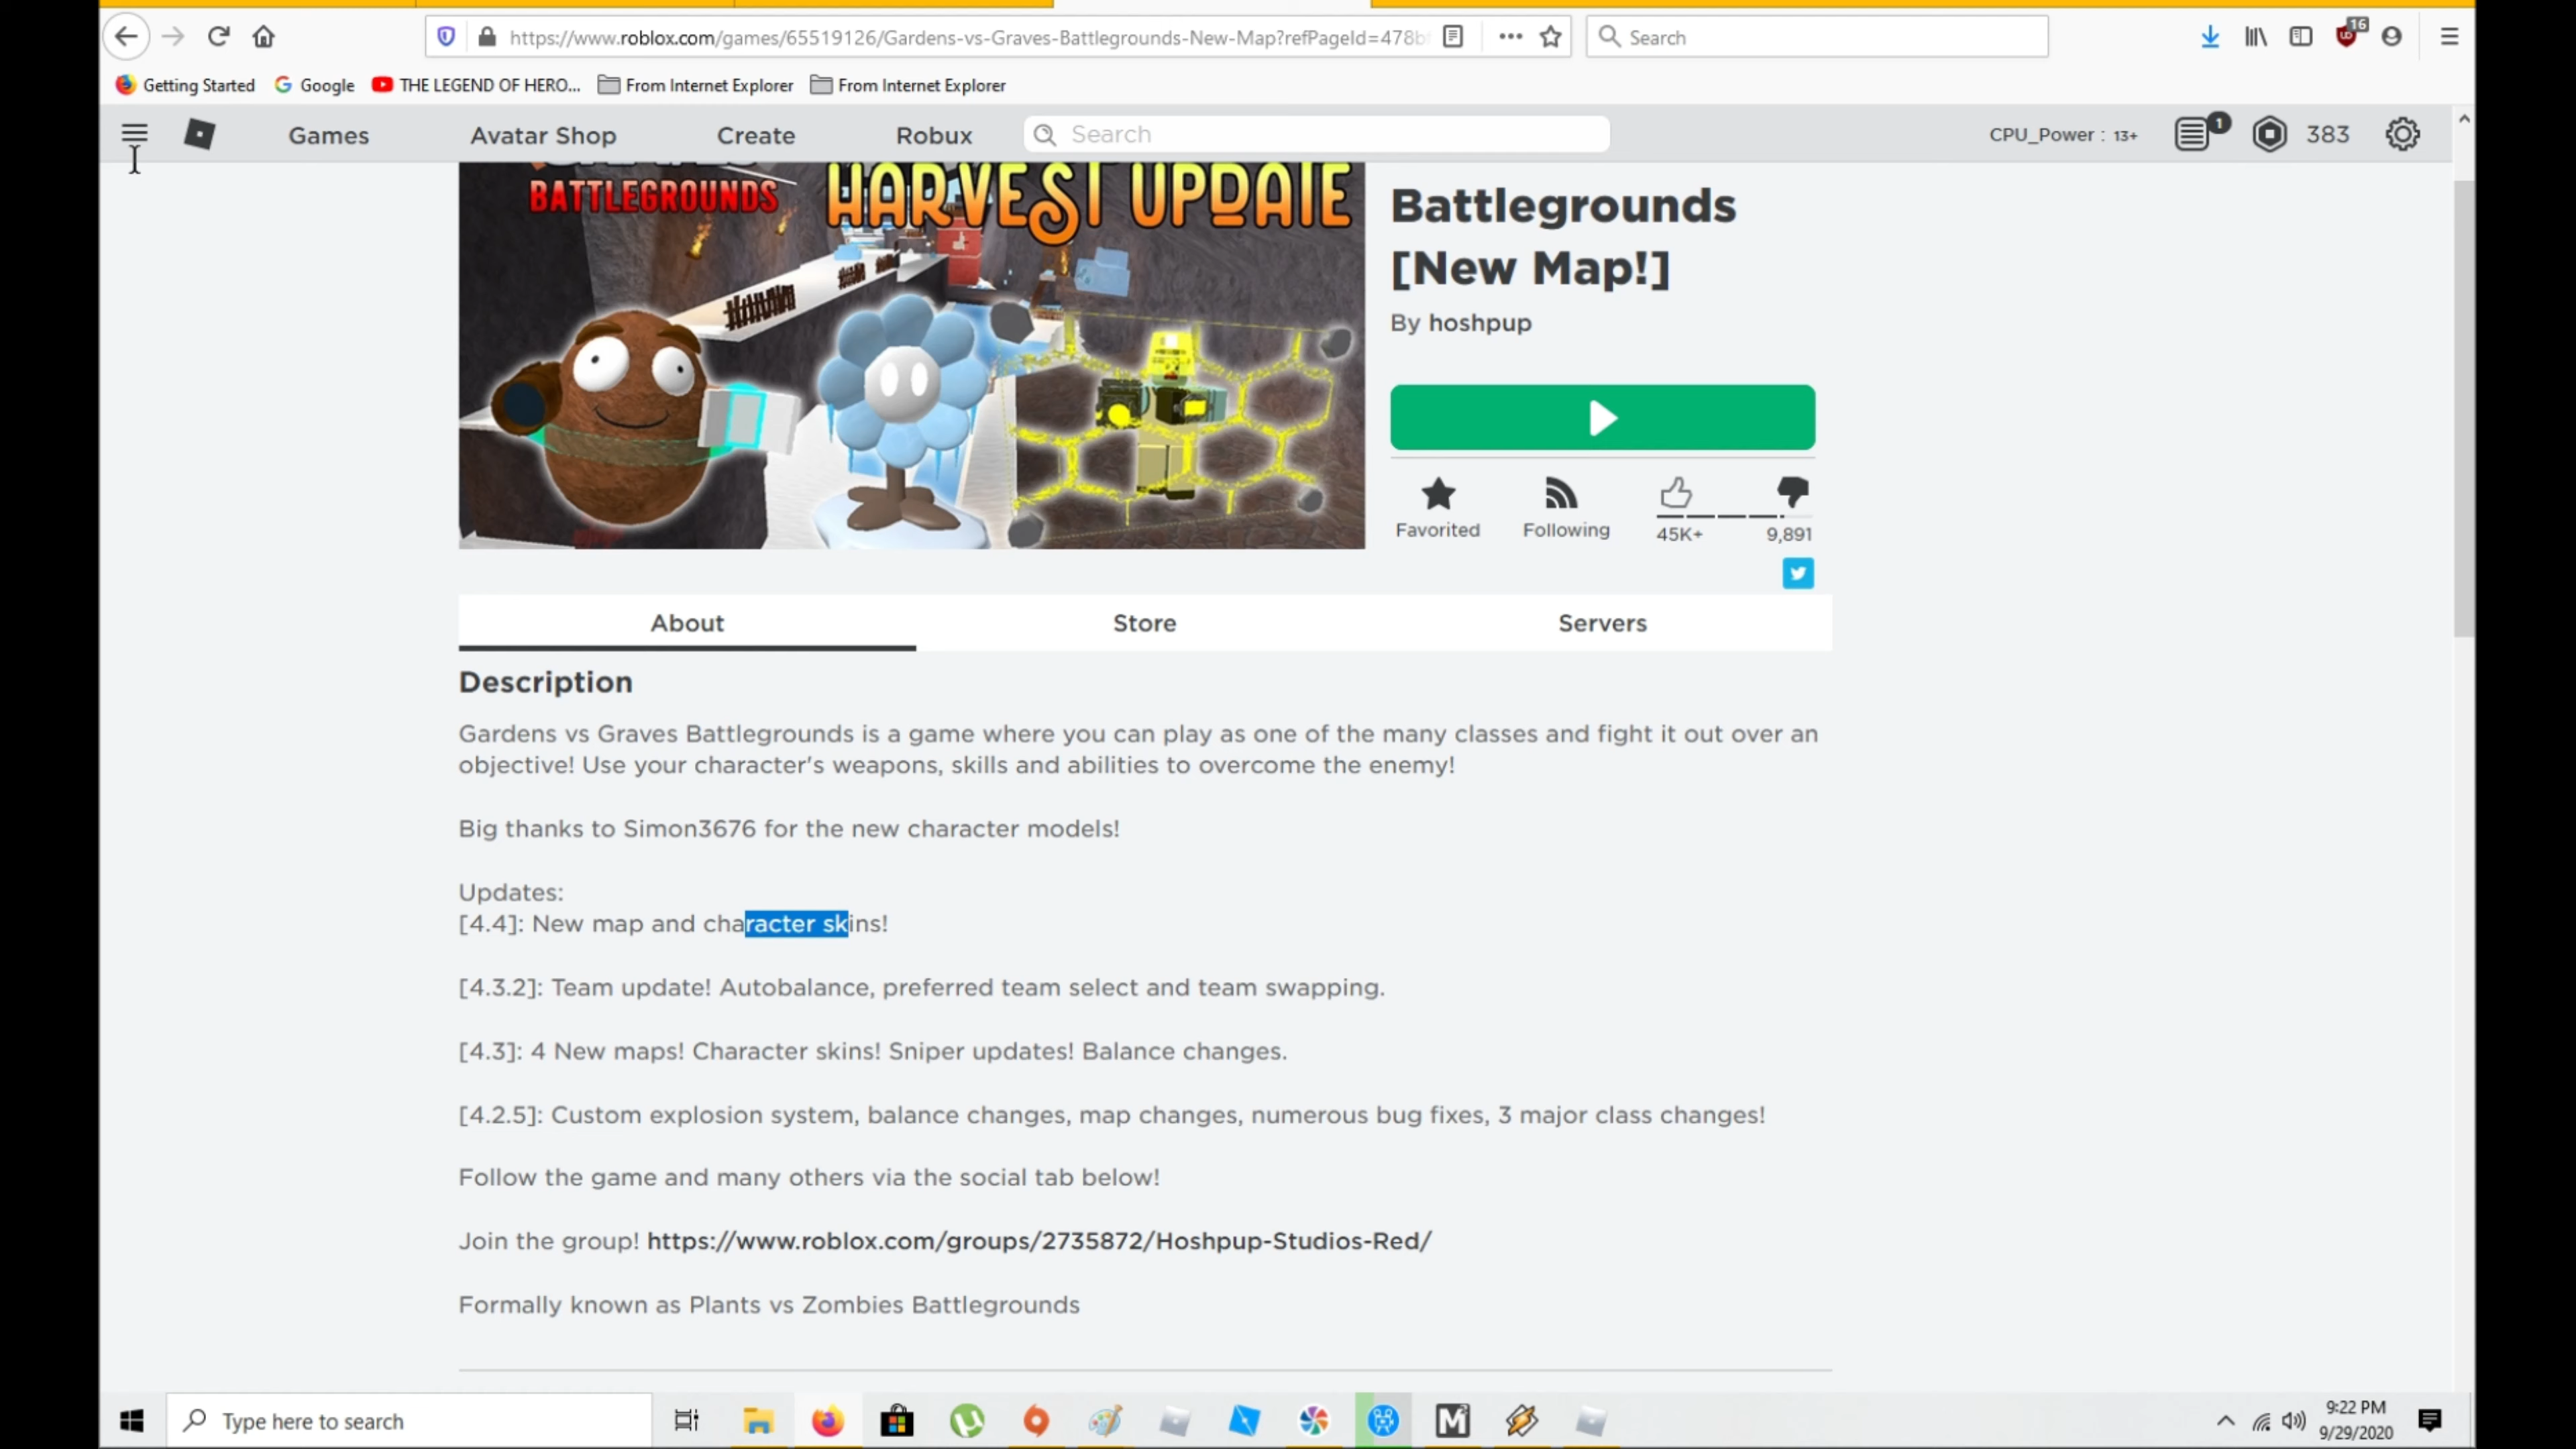 https://www.roblox.com/games/65519126/Gardens-vs-Graves-Battlegrounds-New-Map?refPageId=478b
Search
16
Getting Started
Google
THE LEGEND OF HERO...
From Internet Explorer
From Internet Explorer
Games
Avatar Shop
Create
Robux
Search
CPU_Power : 13+
1
383
BATTLEGROUNDS
HARVEST UPDATE
Battlegrounds
[New Map!]
By hoshpup
Favorited
Following
45K+
9,891
About
Store
Servers
Description
Gardens vs Graves Battlegrounds is a game where you can play as one of the many classes and fight it out over an
objective! Use your character's weapons, skills and abilities to overcome the enemy!
Big thanks to Simon3676 for the new character models!
Updates:
[4.4]: New map and character skins!
[4.3.2]: Team update! Autobalance, preferred team select and team swapping.
[4.3]: 4 New maps! Character skins! Sniper updates! Balance changes.
[4.2.5]: Custom explosion system, balance changes, map changes, numerous bug fixes, 3 major class changes!
Follow the game and many others via the social tab below!
Join the group! https://www.roblox.com/groups/2735872/Hoshpup-Studios-Red/
Formally known as Plants vs Zombies Battlegrounds
Type here to search
9:22 PM
9/29/2020